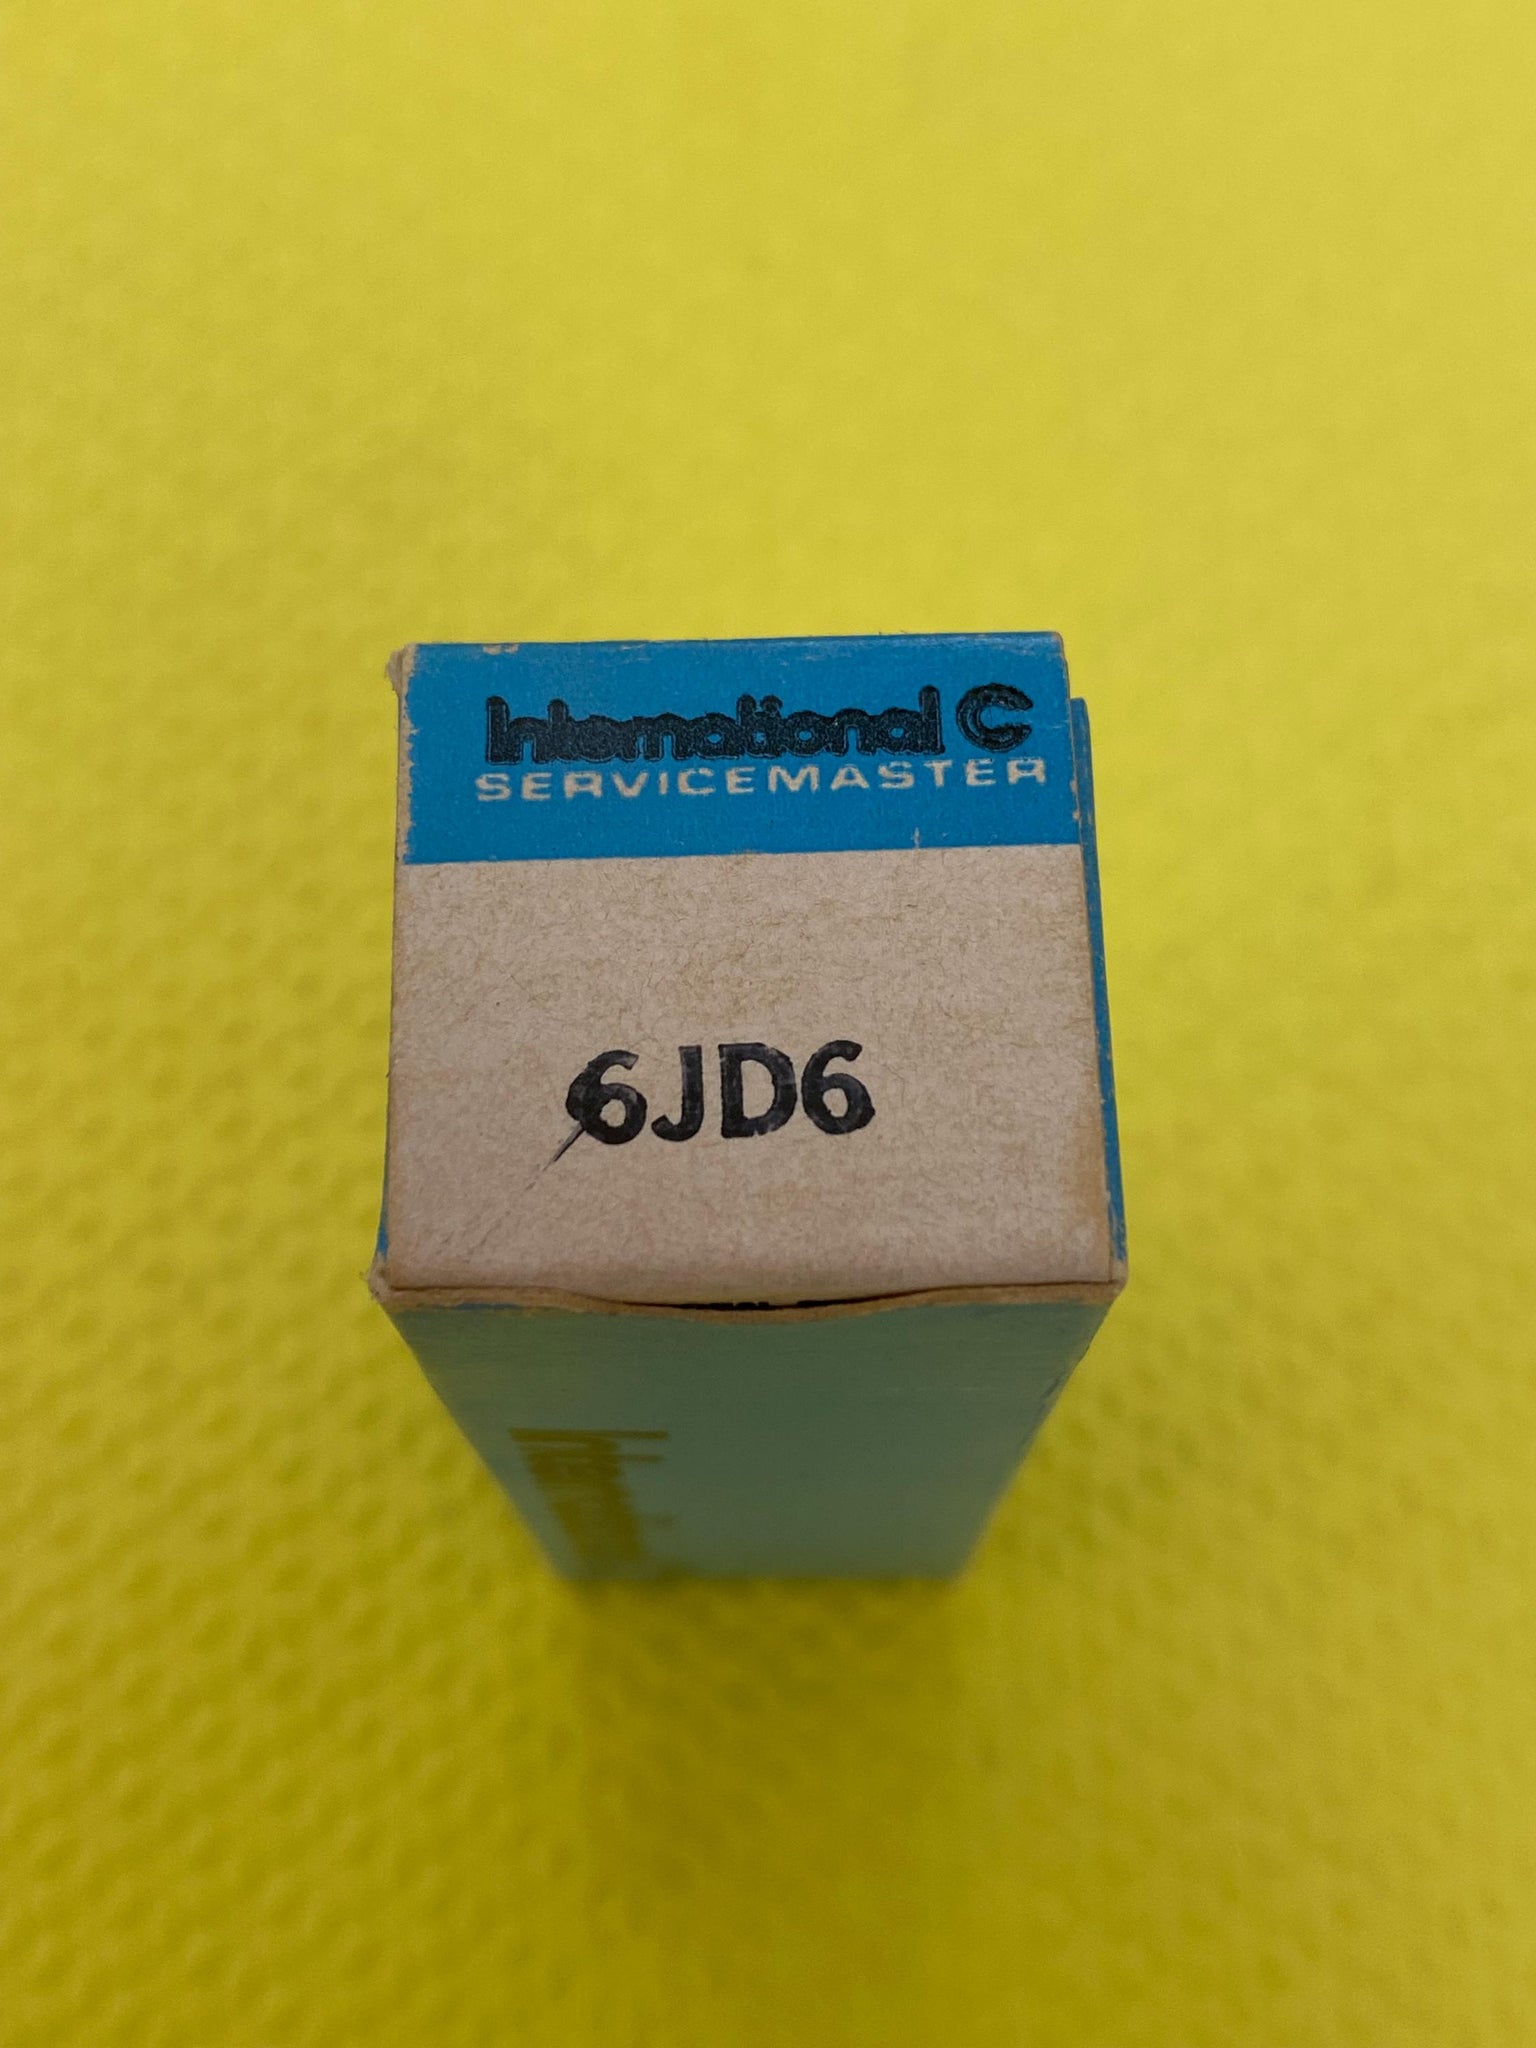 International C
SERVICEMASTER
6JD6